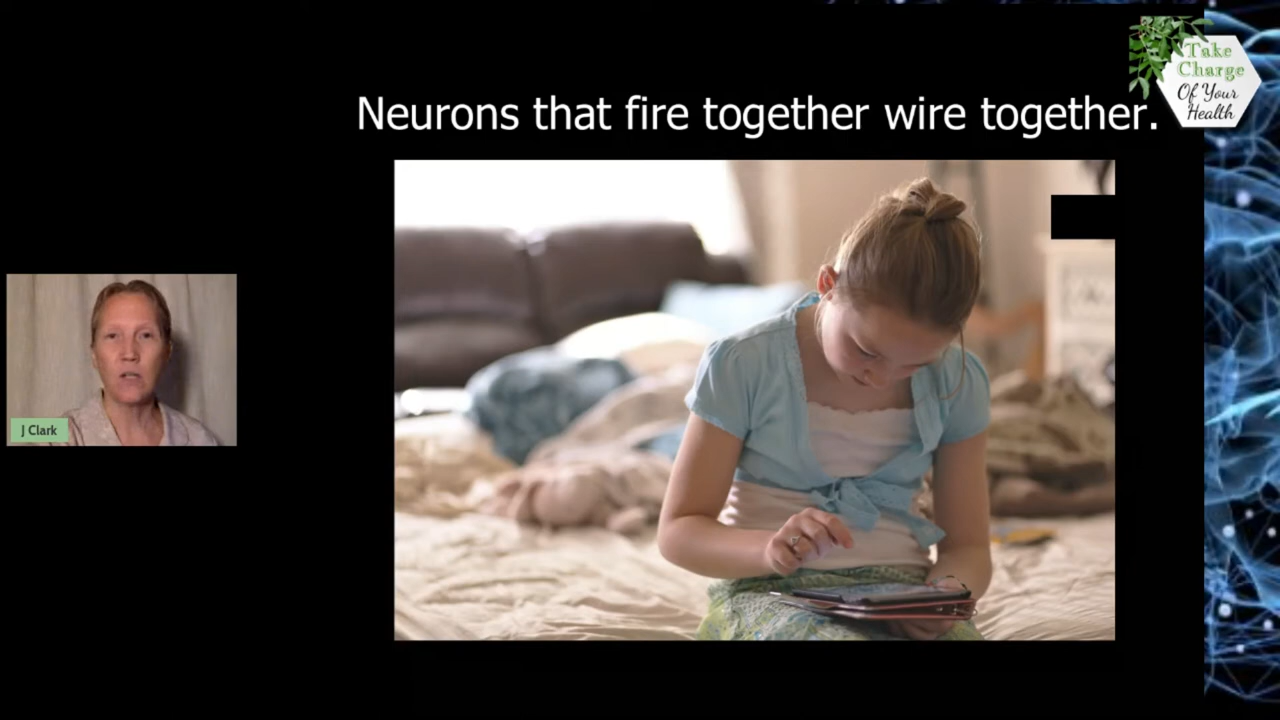 Take
Charge
Of Your
Health
Neurons that fire together wire together.
J Clark